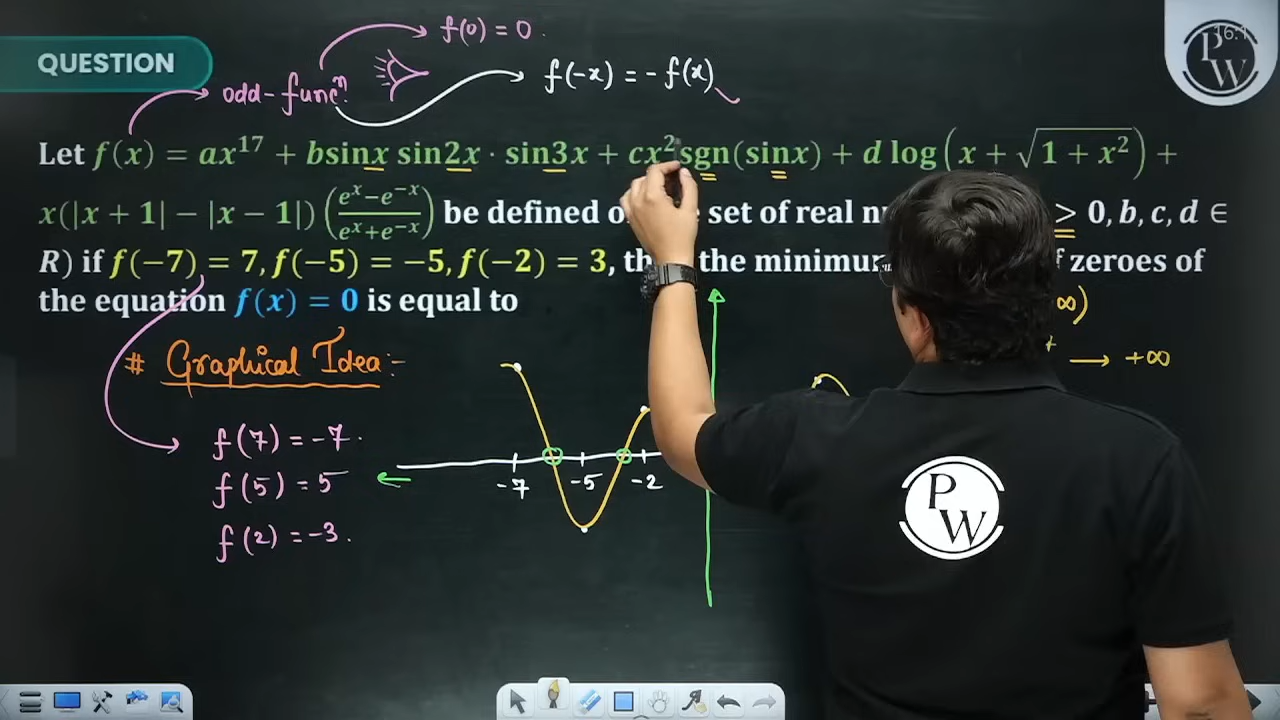 f(0) = 0.
QUESTION
odd-funcⁿ.
f(-x) = - f(x)
16.1
P
W
Let f(x) = ax¹⁷ + bsinx sin2x · sin3x + cx²sgn(sinx) + d log(x + √(1 + x²)) +
x(|x + 1| − |x − 1|) ((eˣ−e⁻ˣ)/(eˣ+e⁻ˣ)) be defined set of real > 0, b, c, d ∈
R) if f(−7) = 7, f(−5) = −5, f(−2) = 3, the zeroes of
the equation f(x) = 0 is equal to
∞)
# Graphical Idea :-
→ +∞
f(7) = -7.
f(5) = 5
f(2) = -3.
-7 -5 -2
P
W